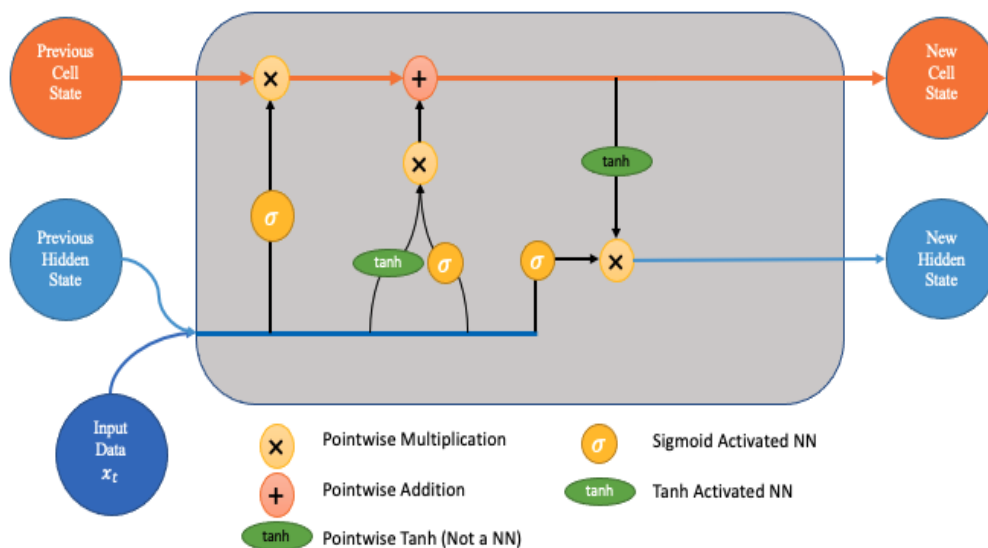 Previous
Cell
State
New
Cell
State
×
+
×
tanh
σ
Previous
Hidden
State
tanh
σ
σ
×
New
Hidden
State
Input
Data
x_t
× Pointwise Multiplication
σ Sigmoid Activated NN
+ Pointwise Addition
tanh Tanh Activated NN
tanh Pointwise Tanh (Not a NN)